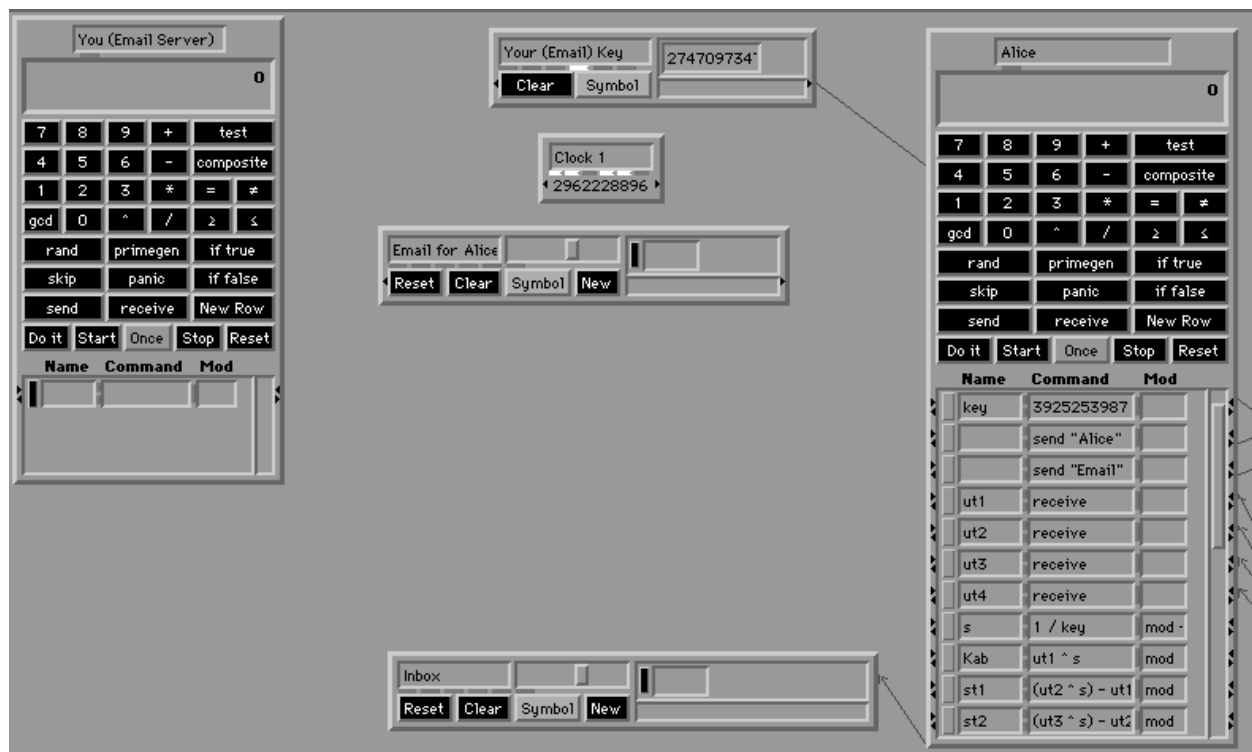 You (Email Server)
0
7 8 9 + test
4 5 6 - composite
1 2 3 * = ≠
gcd 0 ^ / ≥ ≤
rand primegen if true
skip panic if false
send receive New Row
Do it Start Once Stop Reset
Name Command Mod
Your (Email) Key
274709734
Clear Symbol
Clock 1
2962228896
Email for Alice
Reset Clear Symbol New
Inbox
Reset Clear Symbol New
Alice
0
7 8 9 + test
4 5 6 - composite
1 2 3 * = ≠
gcd 0 ^ / ≥ ≤
rand primegen if true
skip panic if false
send receive New Row
Do it Start Once Stop Reset
Name Command Mod
key 3925253987
send "Alice"
send "Email"
ut1 receive
ut2 receive
ut3 receive
ut4 receive
s 1 / key mod -
Kab ut1 ^ s mod
st1 (ut2 ^ s) - ut1 mod
st2 (ut3 ^ s) - ut2 mod